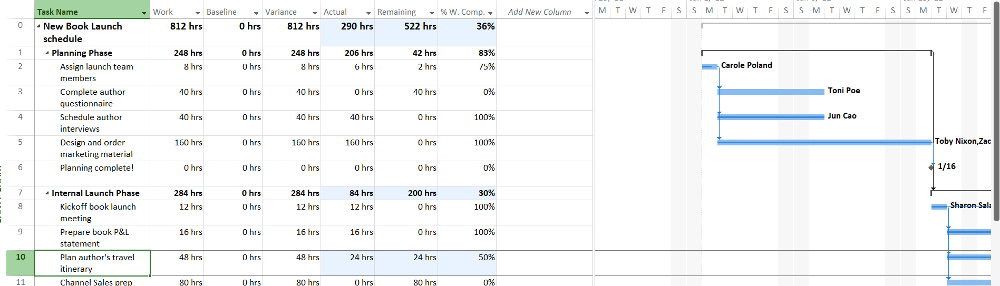 Task Name Work Baseline Variance Actual Remaining % W. Comp. Add New Column
M T W T F S S M T W T F S S M T W T F S S M T W T F
0 New Book Launch schedule 812 hrs 0 hrs 812 hrs 290 hrs 522 hrs 36%
1 Planning Phase 248 hrs 0 hrs 248 hrs 206 hrs 42 hrs 83%
2 Assign launch team members 8 hrs 0 hrs 8 hrs 6 hrs 2 hrs 75% Carole Poland
3 Complete author questionnaire 40 hrs 0 hrs 40 hrs 0 hrs 40 hrs 0% Toni Poe
4 Schedule author interviews 40 hrs 0 hrs 40 hrs 40 hrs 0 hrs 100% Jun Cao
5 Design and order marketing material 160 hrs 0 hrs 160 hrs 160 hrs 0 hrs 100% Toby Nixon,Zac
6 Planning complete! 0 hrs 0 hrs 0 hrs 0 hrs 0 hrs 0% 1/16
7 Internal Launch Phase 284 hrs 0 hrs 284 hrs 84 hrs 200 hrs 30%
8 Kickoff book launch meeting 12 hrs 0 hrs 12 hrs 12 hrs 0 hrs 100% Sharon Sala
9 Prepare book P&L statement 16 hrs 0 hrs 16 hrs 16 hrs 0 hrs 100%
10 Plan author's travel itinerary 48 hrs 0 hrs 48 hrs 24 hrs 24 hrs 50%
11 Channel Sales prep 80 hrs 0 hrs 80 hrs 0 hrs 80 hrs 0%